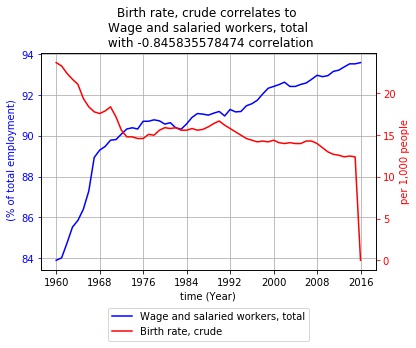 Birth rate, crude correlates to
Wage and salaried workers, total
with -0.845835578474 correlation
94
92
90
88
86
84
(% of total employment)
20
15
10
5
0
per 1,000 people
1960 1968 1976 1984 1992 2000 2008 2016
time (Year)
Wage and salaried workers, total
Birth rate, crude